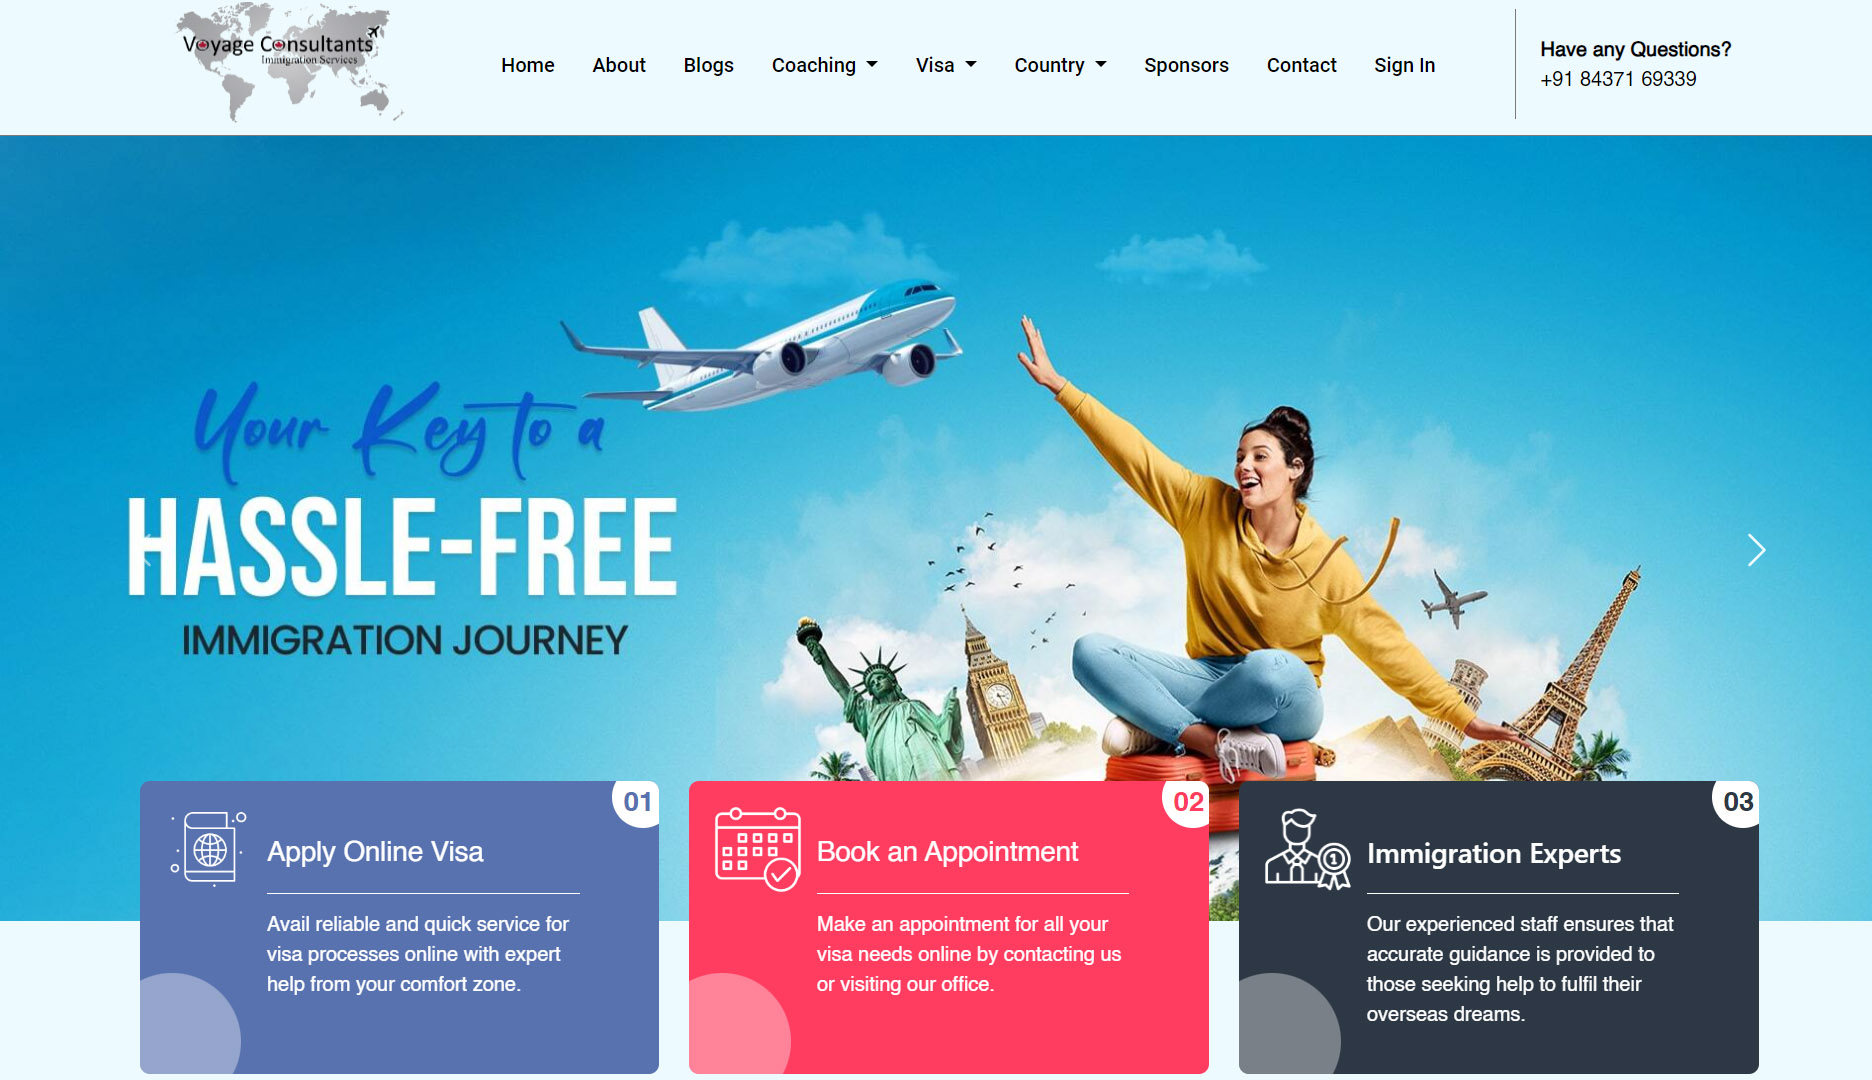 Voyage Consultants
Immigration Services
Home
About
Blogs
Coaching
Visa
Country
Sponsors
Contact
Sign In
Have any Questions?
+91 84371 69339
Your Key to a
HASSLE-FREE
IMMIGRATION JOURNEY
01
Apply Online Visa
Avail reliable and quick service for
visa processes online with expert
help from your comfort zone.
02
Book an Appointment
Make an appointment for all your
visa needs online by contacting us
or visiting our office.
03
1
Immigration Experts
Our experienced staff ensures that
accurate guidance is provided to
those seeking help to fulfil their
overseas dreams.